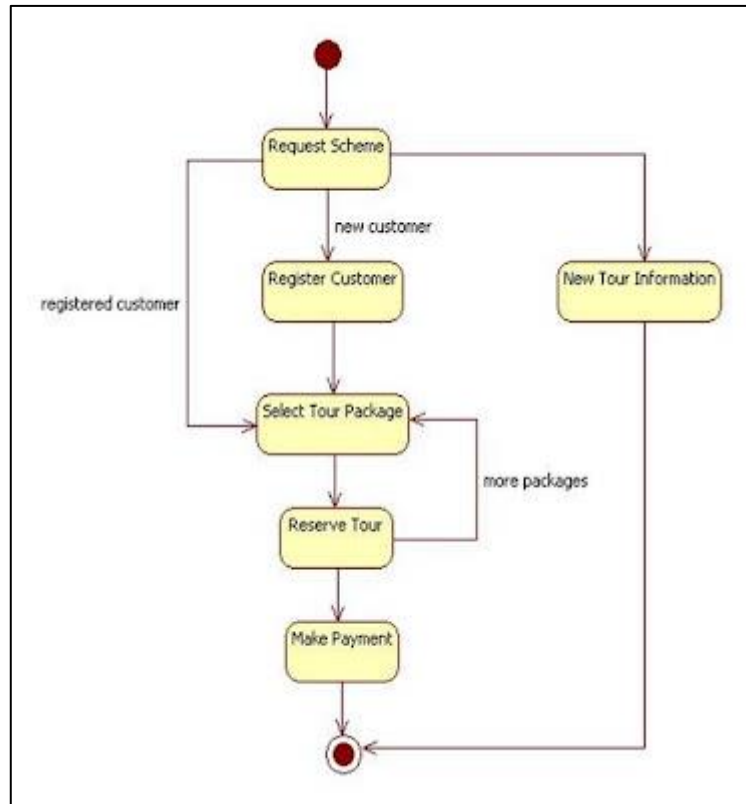 Request Scheme
new customer
Register Customer
New Tour Information
registered customer
Select Tour Package
more packages
Reserve Tour
Make Payment